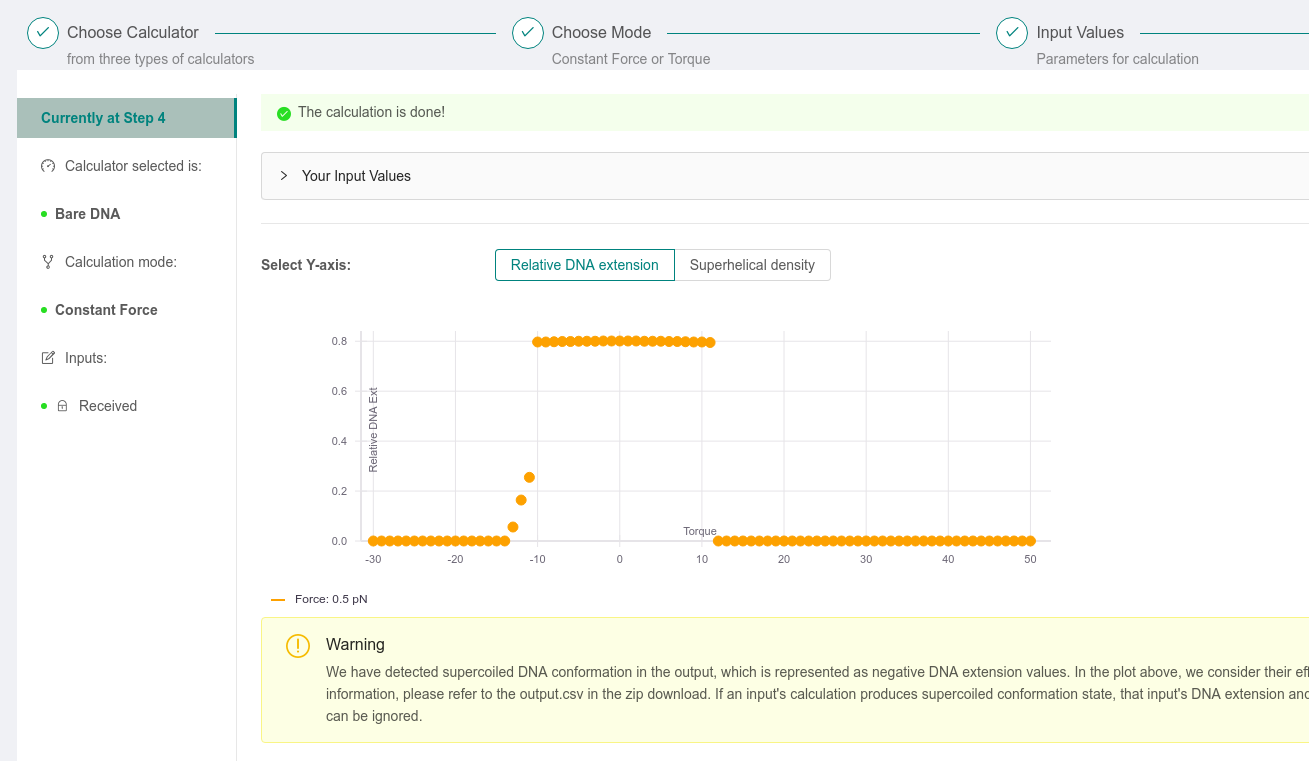 Choose Calculator
from three types of calculators
Choose Mode
Constant Force or Torque
Input Values
Parameters for calculation
Currently at Step 4
Calculator selected is:
Bare DNA
Calculation mode:
Constant Force
Inputs:
Received
The calculation is done!
Your Input Values
Select Y-axis:
Relative DNA extension
Superhelical density
0.8
0.6
0.4
0.2
0.0
Relative DNA Ext
Torque
-30
-20
-10
0
10
20
30
40
50
Force: 0.5 pN
Warning
We have detected supercoiled DNA conformation in the output, which is represented as negative DNA extension values. In the plot above, we consider their
information, please refer to the output.csv in the zip download. If an input's calculation produces supercoiled conformation state, that input's DNA extension and
can be ignored.